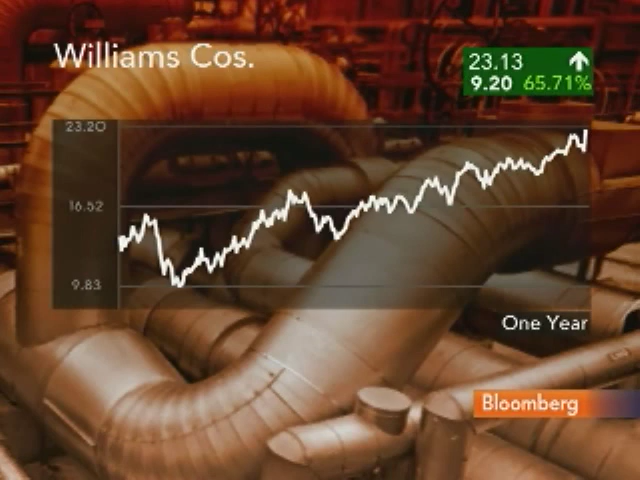 Williams Cos.
23.13
9.20 65.71%
23.20
16.52
9.83
One Year
Bloomberg